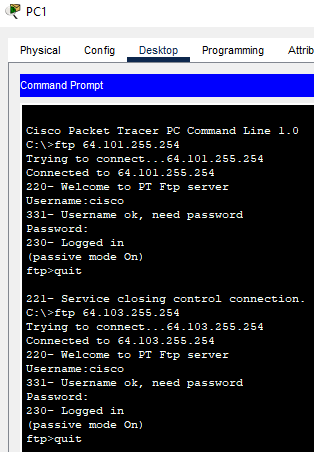 PC1
Physical Config Desktop Programming Attrib
Command Prompt
Cisco Packet Tracer PC Command Line 1.0
C:\>ftp 64.101.255.254
Trying to connect...64.101.255.254
Connected to 64.101.255.254
220- Welcome to PT Ftp server
Username:cisco
331- Username ok, need password
Password:
230- Logged in
(passive mode On)
ftp>quit
221- Service closing control connection.
C:\>ftp 64.103.255.254
Trying to connect...64.103.255.254
Connected to 64.103.255.254
220- Welcome to PT Ftp server
Username:cisco
331- Username ok, need password
Password:
230- Logged in
(passive mode On)
ftp>quit